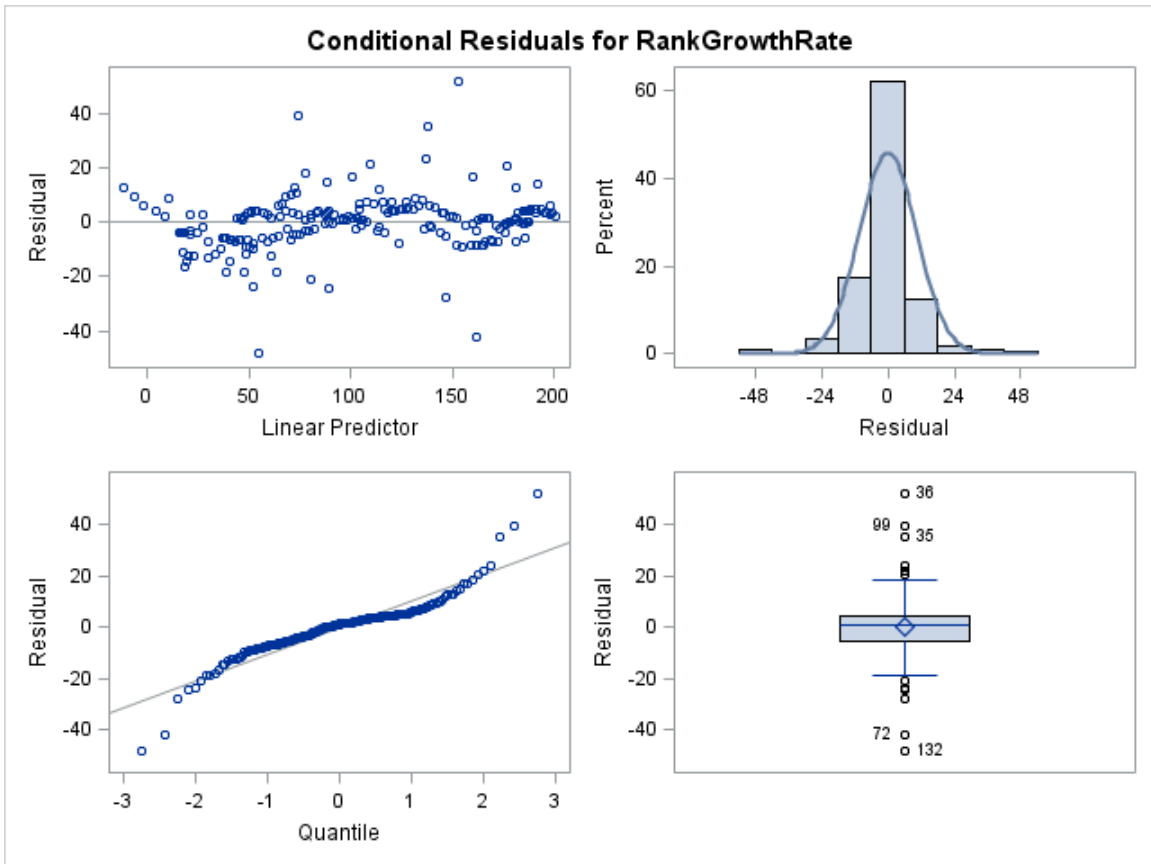 Conditional Residuals for RankGrowthRate
Residual
40
20
0
-20
-40
0 50 100 150 200
Linear Predictor
Percent
60
40
20
0
-48 -24 0 24 48
Residual
Residual
40
20
0
-20
-40
-3 -2 -1 0 1 2 3
Quantile
Residual
40
20
0
-20
-40
36
99
35
72
132